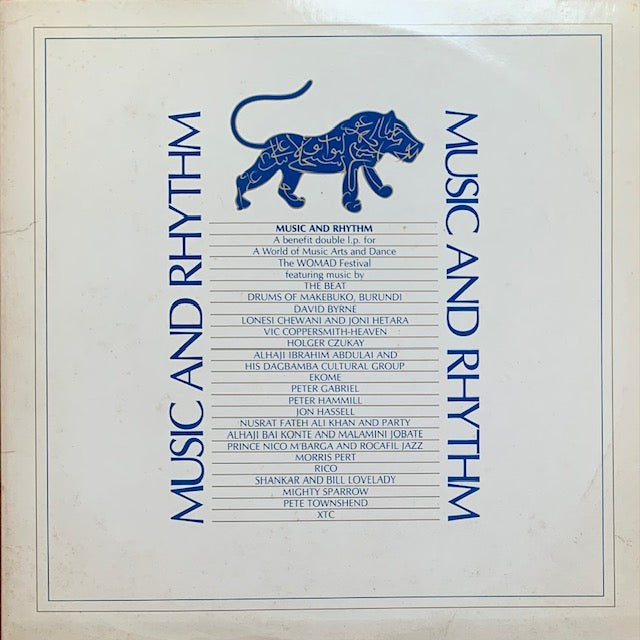 MUSIC AND RHYTHM
MUSIC AND RHYTHM
A benefit double l.p. for
A World of Music Arts and Dance
The WOMAD Festival
featuring music by
THE BEAT
DRUMS OF MAKEBUKO, BURUNDI
DAVID BYRNE
LONESI CHEWANI AND JONI HETARA
VIC COPPERSMITH-HEAVEN
HOLGER CZUKAY
ALHAJI IBRAHIM ABDULAI AND
HIS DAGBAMBA CULTURAL GROUP
EKOME
PETER GABRIEL
PETER HAMMILL
JON HASSELL
NUSRAT FATEH ALI KHAN AND PARTY
ALHAJI BAI KONTE AND MALAMINI JOBATE
PRINCE NICO M'BARGA AND ROCAFIL JAZZ
MORRIS PERT
RICO
SHANKAR AND BILL LOVELADY
MIGHTY SPARROW
PETE TOWNSHEND
XTC
MUSIC AND RHYTHM